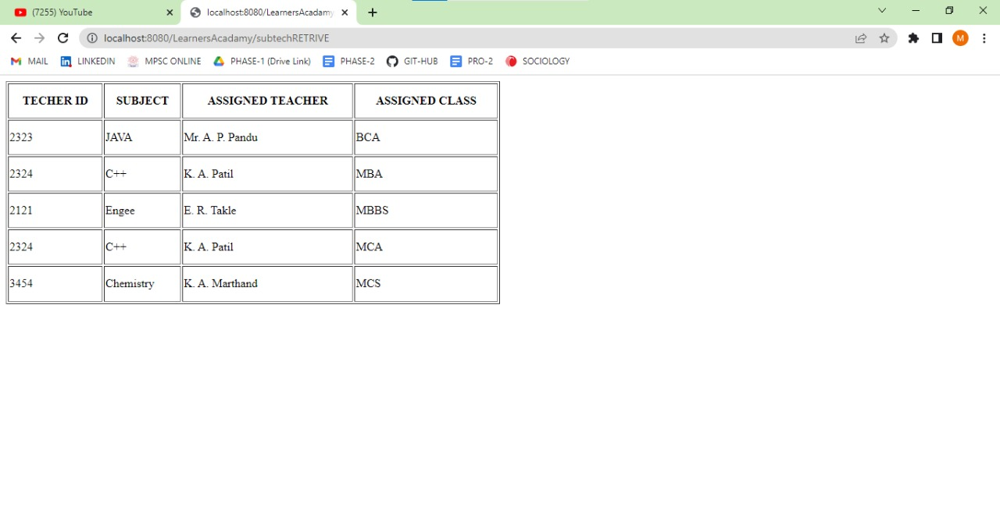 (7255) YouTube
localhost:8080/LearnersAcadamy
localhost:8080/LearnersAcadamy/subtechRETRIVE
M
MAIL LINKEDIN MPSC ONLINE PHASE-1 (Drive Link) PHASE-2 GIT-HUB PRO-2 SOCIOLOGY
TECHER ID SUBJECT ASSIGNED TEACHER ASSIGNED CLASS
2323 JAVA Mr. A. P. Pandu BCA
2324 C++ K. A. Patil MBA
2121 Engee E. R. Takle MBBS
2324 C++ K. A. Patil MCA
3454 Chemistry K. A. Marthand MCS